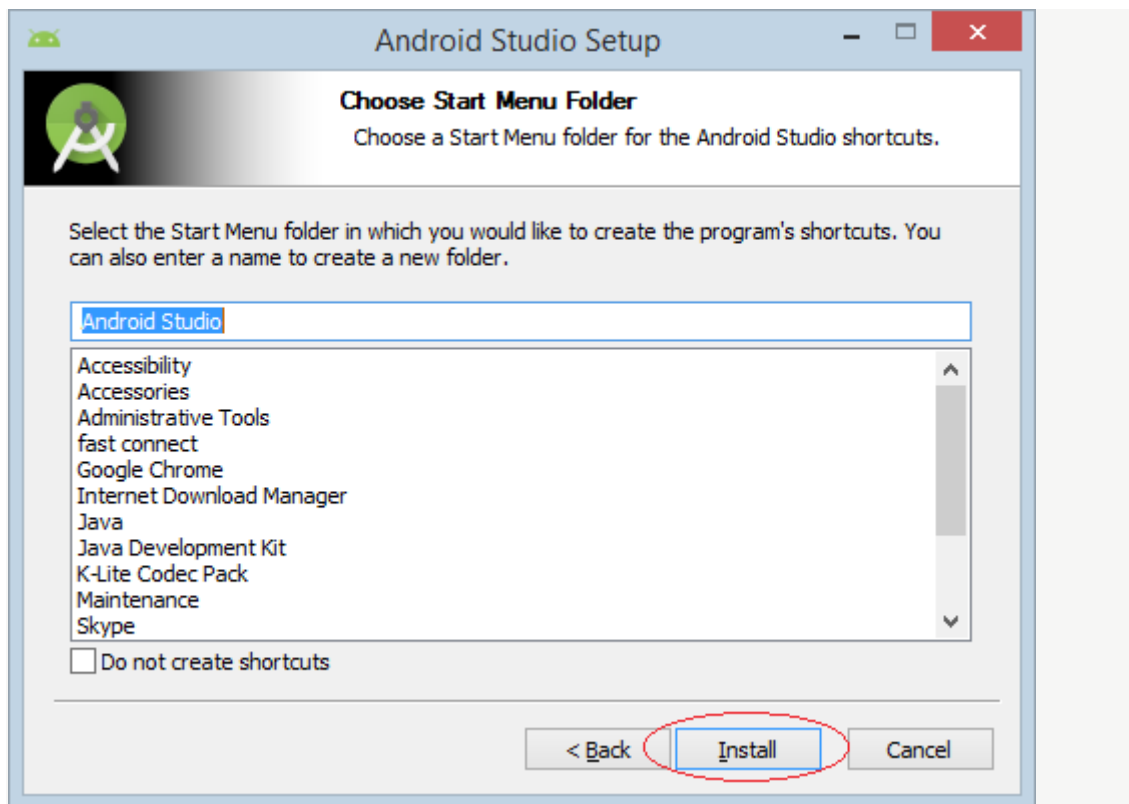 Android Studio Setup
Choose Start Menu Folder
Choose a Start Menu folder for the Android Studio shortcuts.
Select the Start Menu folder in which you would like to create the program's shortcuts. You
can also enter a name to create a new folder.
Android Studio
Accessibility
Accessories
Administrative Tools
fast connect
Google Chrome
Internet Download Manager
Java
Java Development Kit
K-Lite Codec Pack
Maintenance
Skype
Do not create shortcuts
< Back Install Cancel